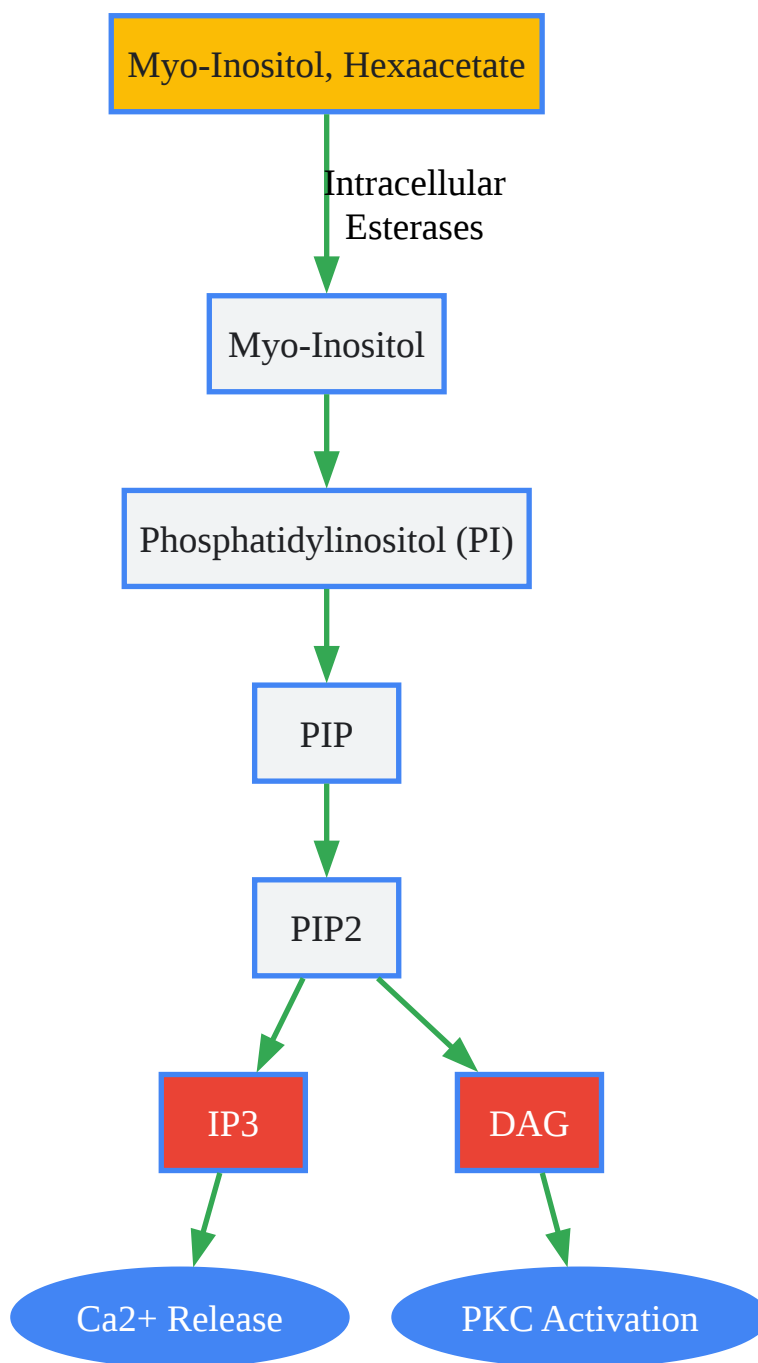 Myo-Inositol, Hexaacetate
Intracellular
Esterases
Myo-Inositol
Phosphatidylinositol (PI)
PIP
PIP2
IP3
DAG
Ca2+ Release
PKC Activation